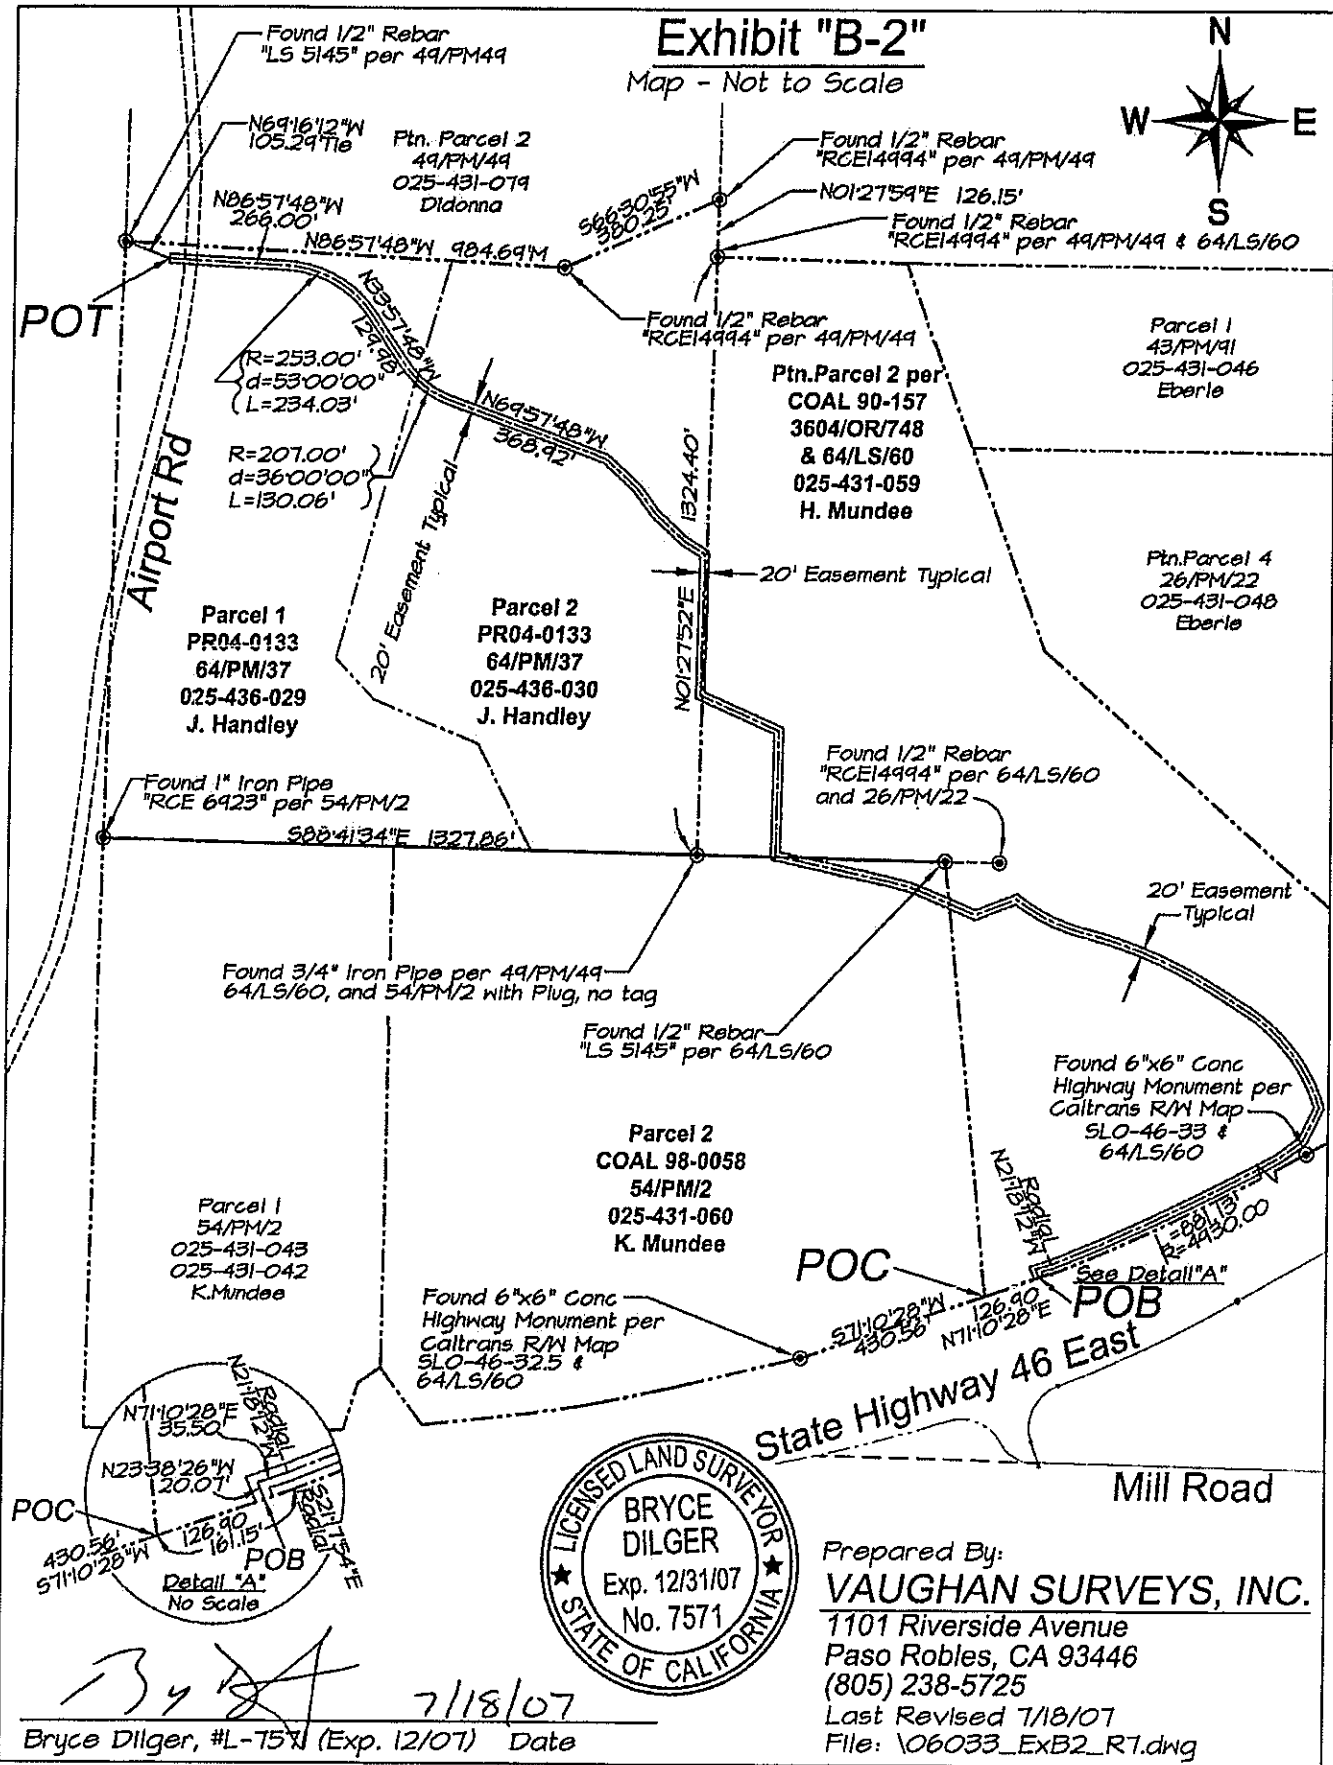 Exhibit "B-2"
Map - Not to Scale
N
W
E
S
Found 1/2" Rebar
"LS 5145" per 49/PM49
N69°16'12"W
105.29'Tie
Ptn. Parcel 2
49/PM/49
025-431-079
Didonna
N86°57'48"W
266.00'
N86°57'48"W 984.69'M
S66°30'55"W
380.25'
Found 1/2" Rebar
"RCE14994" per 49/PM/49
N01°27'59"E 126.15'
Found 1/2" Rebar
"RCE14994" per 49/PM/49 & 64/LS/60
POT
N33°57'48"W
129.98'
Found 1/2" Rebar
"RCE14994" per 49/PM/49
Parcel 1
43/PM/91
025-431-046
Eberle
R=253.00'
d=53°00'00"
L=234.03'
Ptn.Parcel 2 per
COAL 90-157
3604/OR/748
& 64/LS/60
025-431-059
H. Mundee
N69°57'48"W
368.92'
R=207.00'
d=36°00'00"
L=130.06'
Airport Rd
20' Easement Typical
1324.40'
N01°27'52"E
20' Easement Typical
Ptn.Parcel 4
26/PM/22
025-431-048
Eberle
Parcel 1
PR04-0133
64/PM/37
025-436-029
J. Handley
Parcel 2
PR04-0133
64/PM/37
025-436-030
J. Handley
Found 1" Iron Pipe
"RCE 6923" per 54/PM/2
S88°41'34"E 1327.86'
Found 1/2" Rebar
"RCE14994" per 64/LS/60
and 26/PM/22
20' Easement
Typical
Found 3/4" Iron Pipe per 49/PM/49
64/LS/60, and 54/PM/2 with Plug, no tag
Found 1/2" Rebar
"LS 5145" per 64/LS/60
Found 6"x6" Conc
Highway Monument per
Caltrans R/W Map
SLO-46-33 &
64/LS/60
Parcel 2
COAL 98-0058
54/PM/2
025-431-060
K. Mundee
Parcel 1
54/PM/2
025-431-043
025-431-042
K.Mundee
N21°18'12"W
Radial
L=881.73'
R=4930.00
See Detail"A"
POC
POB
Found 6"x6" Conc
Highway Monument per
Caltrans R/W Map
SLO-46-32.5 &
64/LS/60
S71°10'28"W
430.56'
126.90
N71°10'28"E
State Highway 46 East
Mill Road
N21°18'12"W
Radial
N71°10'28"E
35.50
N23°38'26"W
20.07'
POC
430.56'
S71°10'28"W
126.90
161.15'
POB
S21°17'54"E
Radial
Detail "A"
No Scale
LICENSED LAND SURVEYOR
BRYCE
DILGER
Exp. 12/31/07
No. 7571
STATE OF CALIFORNIA
Prepared By:
VAUGHAN SURVEYS, INC.
1101 Riverside Avenue
Paso Robles, CA 93446
(805) 238-5725
Last Revised 7/18/07
File: \06033_ExB2_R7.dwg
7/18/07
Bryce Dilger, #L-7571 (Exp. 12/07) Date